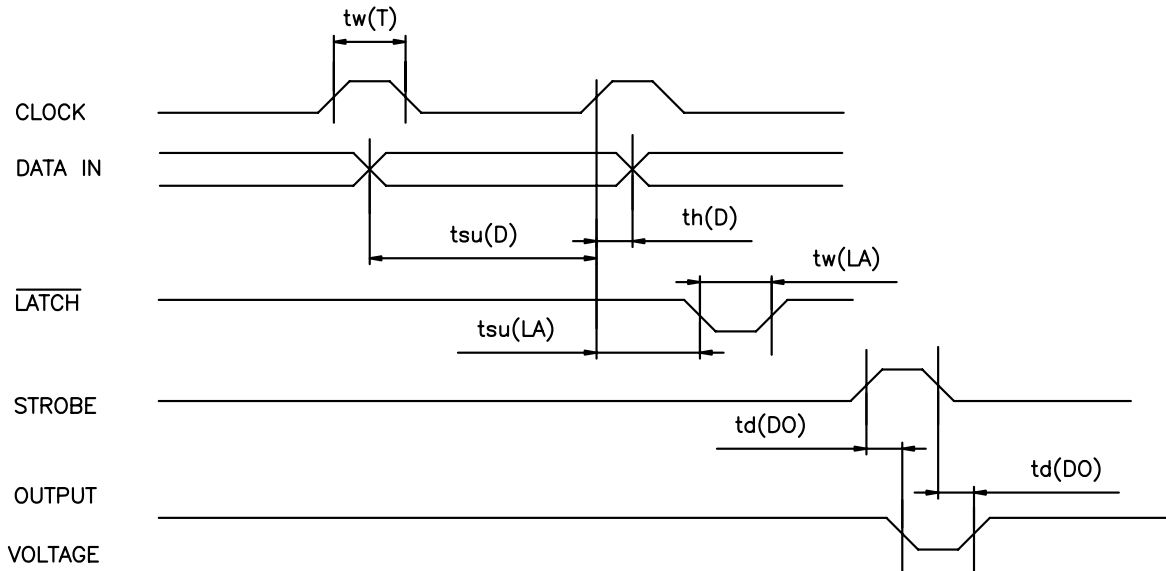 tw(T)
CLOCK
DATA IN
th(D)
tsu(D)
tw(LA)
LATCH
tsu(LA)
STROBE
td(DO)
td(DO)
OUTPUT
VOLTAGE